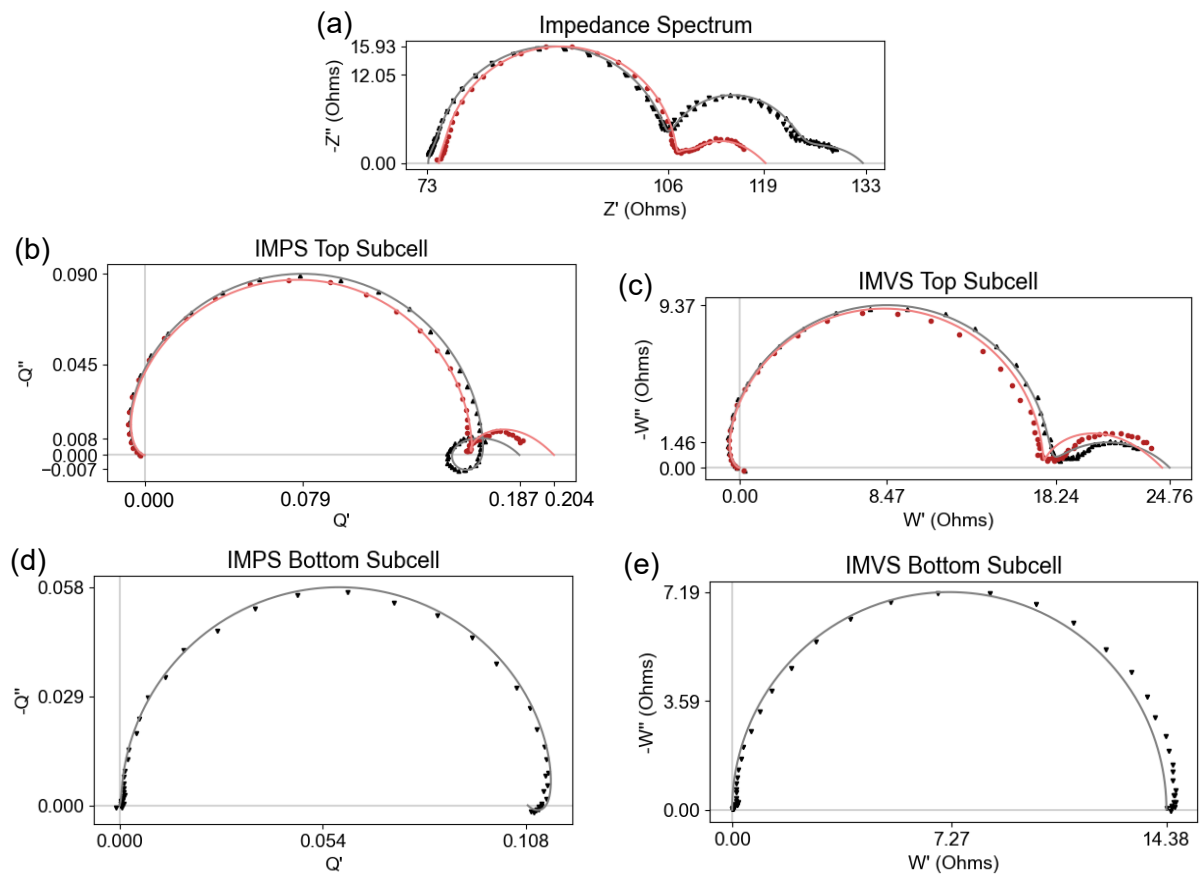 (a)
Impedance Spectrum
15.93
12.05
0.00
-Z" (Ohms)
73
106
119
133
Z' (Ohms)
(b)
IMPS Top Subcell
0.090
0.045
0.008
0.000
−0.007
-Q"
0.000
0.079
0.187
0.204
Q'
(c)
IMVS Top Subcell
9.37
1.46
0.00
-W" (Ohms)
0.00
8.47
18.24
24.76
W' (Ohms)
(d)
IMPS Bottom Subcell
0.058
0.029
0.000
-Q"
0.000
0.054
0.108
Q'
(e)
IMVS Bottom Subcell
7.19
3.59
0.00
-W" (Ohms)
0.00
7.27
14.38
W' (Ohms)